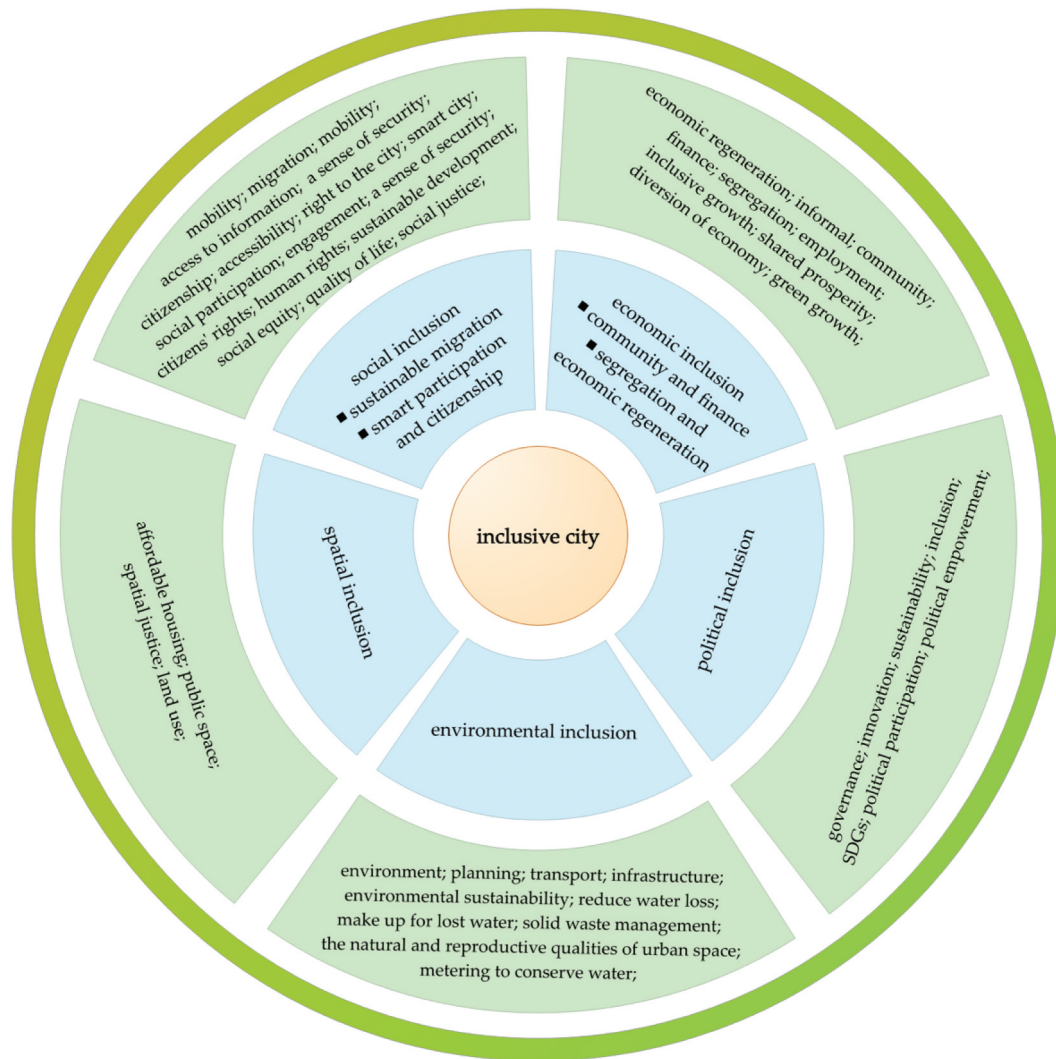 mobility; migration; mobility;
access to information; a sense of security;
citizenship; accessibility; right to the city; smart city;
social participation; engagement; a sense of security;
citizens' rights; human rights; sustainable development;
social equity; quality of life; social justice;
economic regeneration; informal; community;
finance; segregation; employment;
inclusive growth; shared prosperity;
diversion of economy; green growth;
social inclusion
■ sustainable migration
■ smart participation
and citizenship
economic inclusion
■ community and finance
■ segregation and
economic regeneration
affordable housing; public space;
spatial justice; land use;
spatial inclusion
inclusive city
political inclusion
governance; innovation; sustainability; inclusion;
SDGs; political participation; political empowerment;
environmental inclusion
environment; planning; transport; infrastructure;
environmental sustainability; reduce water loss;
make up for lost water; solid waste management;
the natural and reproductive qualities of urban space;
metering to conserve water;